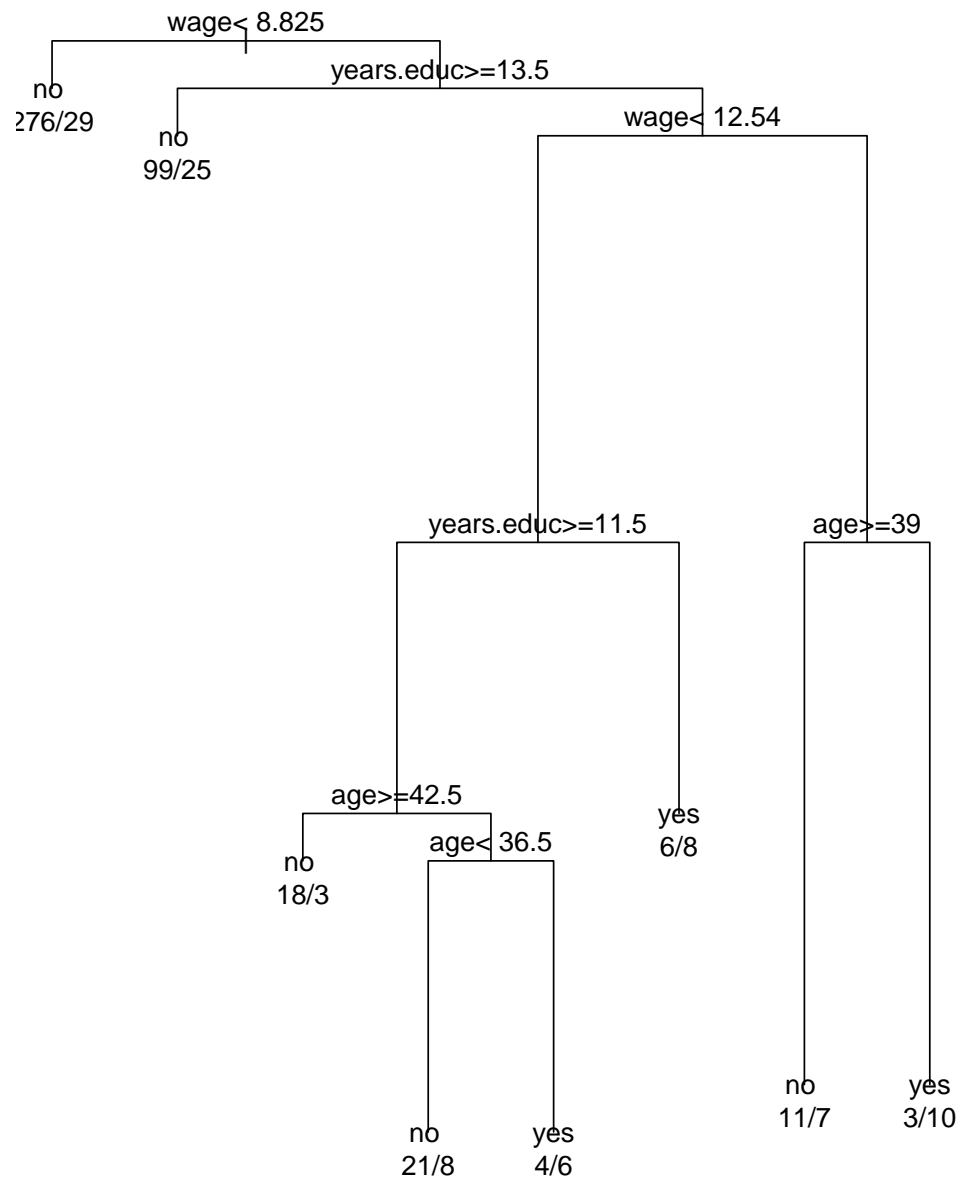 wage< 8.825
years.educ>=13.5
no
276/29
wage< 12.54
no
99/25
years.educ>=11.5
age>=39
age>=42.5
yes
6/8
age< 36.5
no
18/3
no
11/7
yes
3/10
no
21/8
yes
4/6